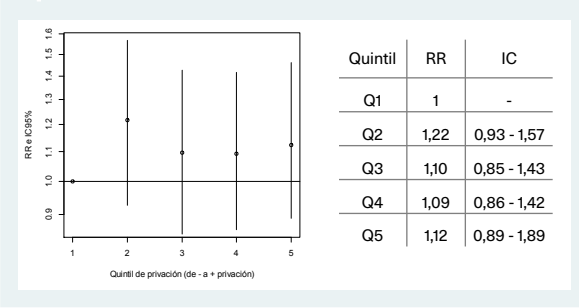 RR e IC95%
0.9 1.0 1.1 1.2 1.3 1.4 1.5 1.6
1 2 3 4 5
Quintil de privación (de - a + privación)
Quintil RR IC
Q1 1 -
Q2 1,22 0,93 - 1,57
Q3 1,10 0,85 - 1,43
Q4 1,09 0,86 - 1,42
Q5 1,12 0,89 - 1,89